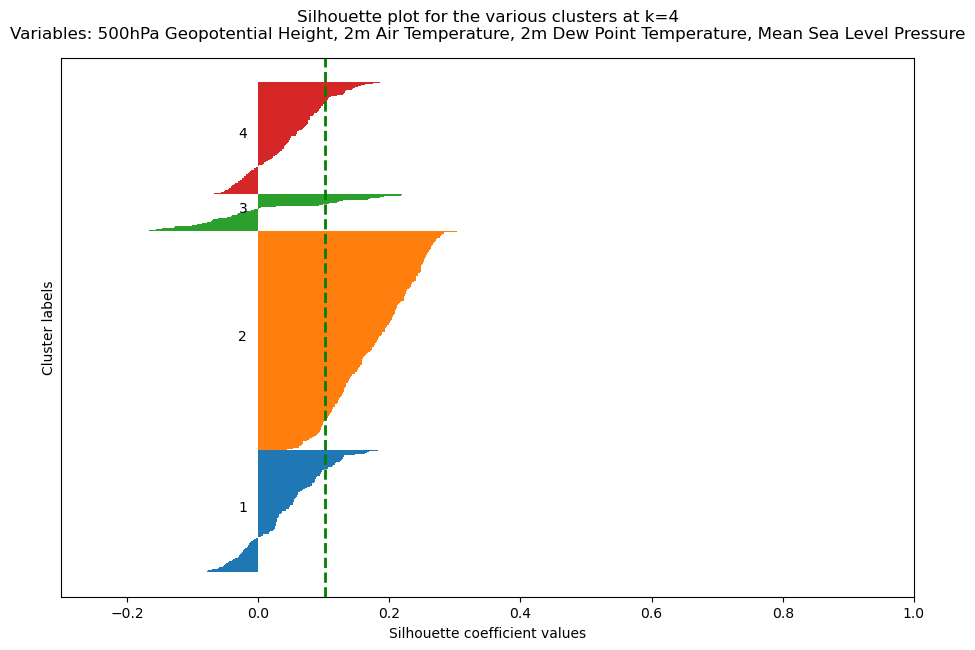 Silhouette plot for the various clusters at k=4
Variables: 500hPa Geopotential Height, 2m Air Temperature, 2m Dew Point Temperature, Mean Sea Level Pressure
4
3
2
1
Cluster labels
−0.2 0.0 0.2 0.4 0.6 0.8 1.0
Silhouette coefficient values